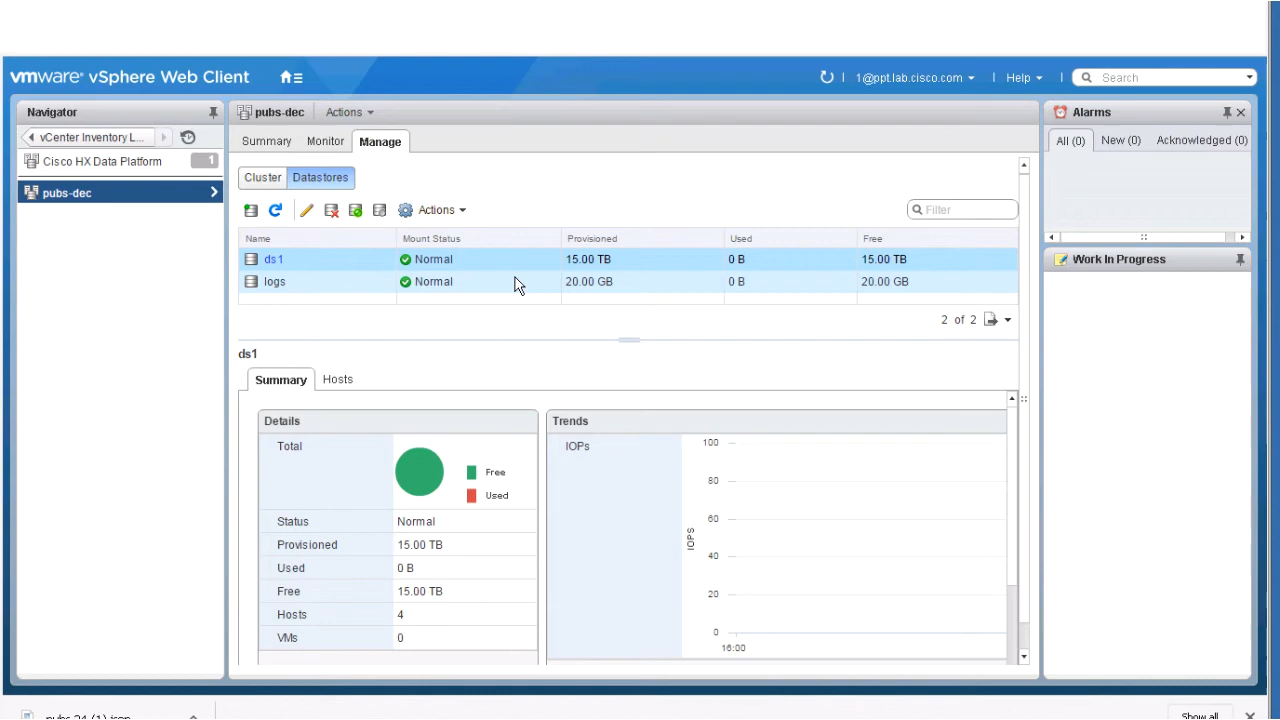 vmware® vSphere Web Client
1@ppt.lab.cisco.com
Help
Search
Navigator
vCenter Inventory L...
Cisco HX Data Platform 1
pubs-dec
pubs-dec Actions
Summary Monitor Manage
Cluster Datastores
Actions
Filter
Name Mount Status Provisioned Used Free
ds1 Normal 15.00 TB 0 B 15.00 TB
logs Normal 20.00 GB 0 B 20.00 GB
2 of 2
ds1
Summary Hosts
Details
Total
Free
Used
Status Normal
Provisioned 15.00 TB
Used 0 B
Free 15.00 TB
Hosts 4
VMs 0
Trends
IOPs
IOPS
100
80
60
40
20
0
16:00
Alarms
All (0) New (0) Acknowledged (0)
Work In Progress
pubs-24 (1).json
Show all